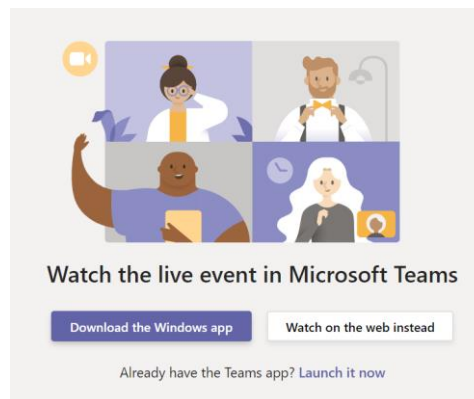 Watch the live event in Microsoft Teams
Download the Windows app
Watch on the web instead
Already have the Teams app? Launch it now